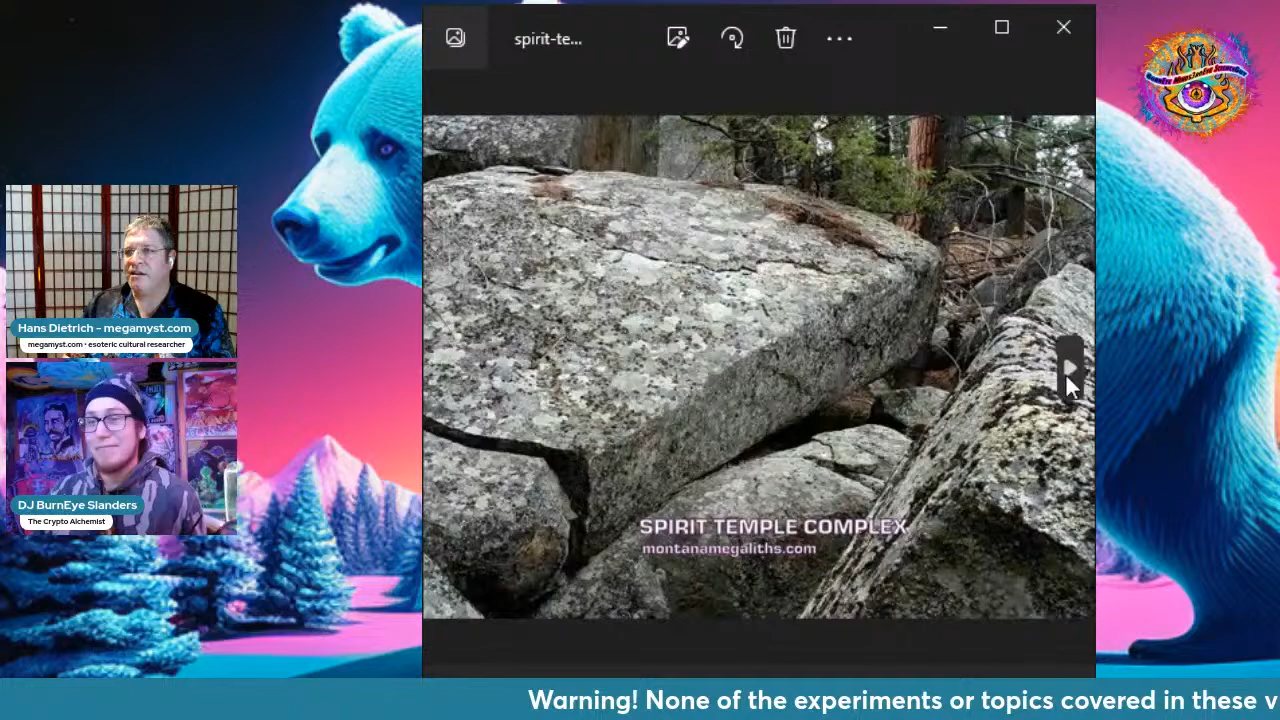 spirit-te...
Hans Dietrich - megamyst.com
megamyst.com • esoteric cultural researcher
DJ BurnEye Slanders
The Crypto Alchemist
SPIRIT TEMPLE COMPLEX
montanamegaliths.com
Warning! None of the experiments or topics covered in these v